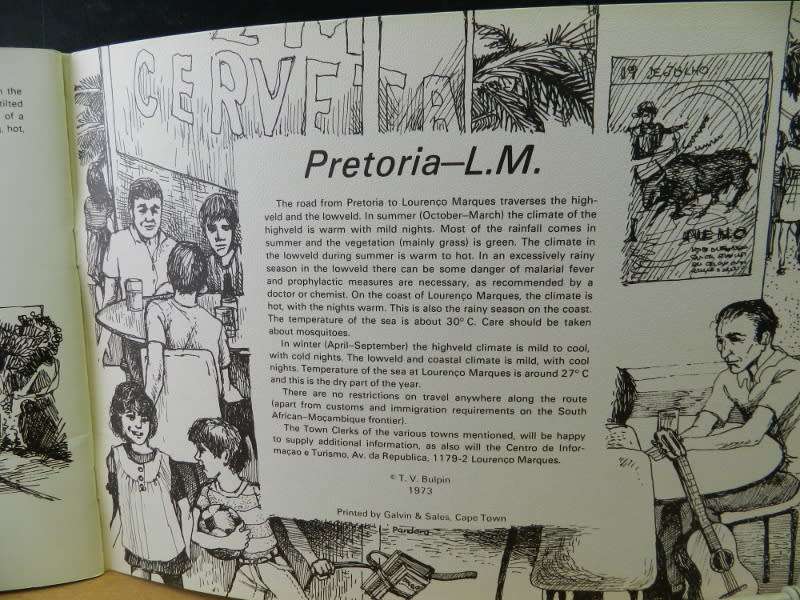 n the
tilted
of a
hot,
CERVEJA
19 DE JULHO
Pretoria—L.M.
The road from Pretoria to Lourenço Marques traverses the high-
veld and the lowveld. In summer (October—March) the climate of the
highveld is warm with mild nights. Most of the rainfall comes in
summer and the vegetation (mainly grass) is green. The climate in
the lowveld during summer is warm to hot. In an excessively rainy
season in the lowveld there can be some danger of malarial fever
and prophylactic measures are necessary, as recommended by a
doctor or chemist. On the coast of Lourenço Marques, the climate is
hot, with the nights warm. This is also the rainy season on the coast.
The temperature of the sea is about 30° C. Care should be taken
about mosquitoes.
In winter (April—September) the highveld climate is mild to cool,
with cold nights. The lowveld and coastal climate is mild, with cool
nights. Temperature of the sea at Lourenço Marques is around 27° C
and this is the dry part of the year.
There are no restrictions on travel anywhere along the route
(apart from customs and immigration requirements on the South
African—Moçambique frontier).
The Town Clerks of the various towns mentioned, will be happy
to supply additional information, as also will the Centro de Infor-
maçao e Turismo, Av. da Republica, 1179-2 Lourenço Marques.
© T. V. Bulpin
1973
Printed by Galvin & Sales, Cape Town